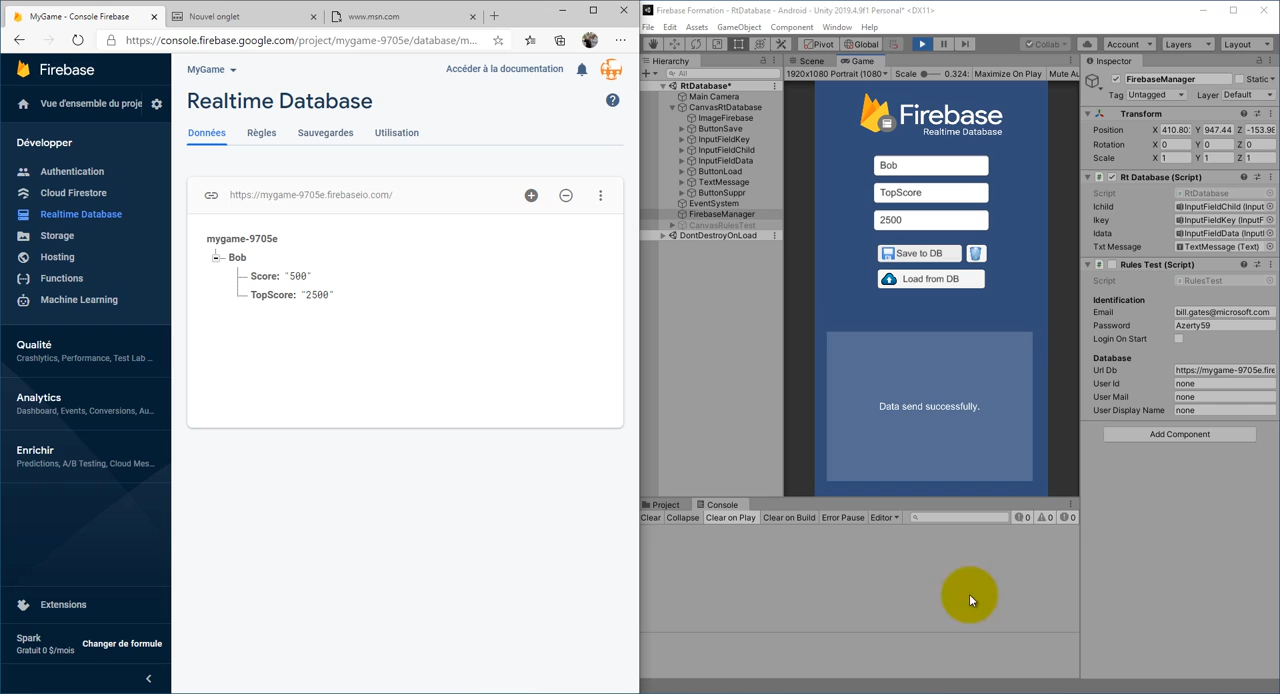 MyGame - Console Firebase
Nouvel onglet
www.msn.com
https://console.firebase.google.com/project/mygame-9705e/database/m...
Firebase
Vue d'ensemble du proje
Développer
Authentication
Cloud Firestore
Realtime Database
Storage
Hosting
Functions
Machine Learning
Qualité
Crashlytics, Performance, Test Lab ...
Analytics
Dashboard, Events, Conversions, Au...
Enrichir
Predictions, A/B Testing, Cloud Mes...
Extensions
Spark
Gratuit 0 $/mois
Changer de formule
MyGame
Accéder à la documentation
Realtime Database
Données
Règles
Sauvegardes
Utilisation
https://mygame-9705e.firebaseio.com/
mygame-9705e
Bob
Score: "500"
TopScore: "2500"
Firebase Formation - RtDatabase - Android - Unity 2019.4.9f1 Personal* <DX11>
File Edit Assets GameObject Component Window Help
Pivot
Global
Collab
Account
Layers
Layout
Hierarchy
All
RtDatabase*
Main Camera
CanvasRtDatabase
ImageFirebase
ButtonSave
InputFieldKey
InputFieldChild
InputFieldData
ButtonLoad
TextMessage
ButtonSuppr
EventSystem
FirebaseManager
CanvasRulesTest
DontDestroyOnLoad
Scene
Game
1920x1080 Portrait (1080
Scale
0.324:
Maximize On Play
Mute Au
Firebase
Realtime Database
Bob
TopScore
2500
Save to DB
Load from DB
Data send successfully.
Project
Console
Clear
Collapse
Clear on Play
Clear on Build
Error Pause
Editor
0
0
0
Inspector
FirebaseManager
Static
Tag Untagged
Layer Default
Transform
Position X 410.80: Y 947.44 Z -153.98
Rotation X 0 Y 0 Z 0
Scale X 1 Y 1 Z 1
Rt Database (Script)
Script RtDatabase
Ichild InputFieldChild (Input
Ikey InputFieldKey (InputF
Idata InputFieldData (Input
Txt Message TextMessage (Text)
Rules Test (Script)
Script RulesTest
Identification
Email bill.gates@microsoft.com
Password Azerty59
Login On Start
Database
Url Db https://mygame-9705e.fire
User Id none
User Mail none
User Display Name none
Add Component